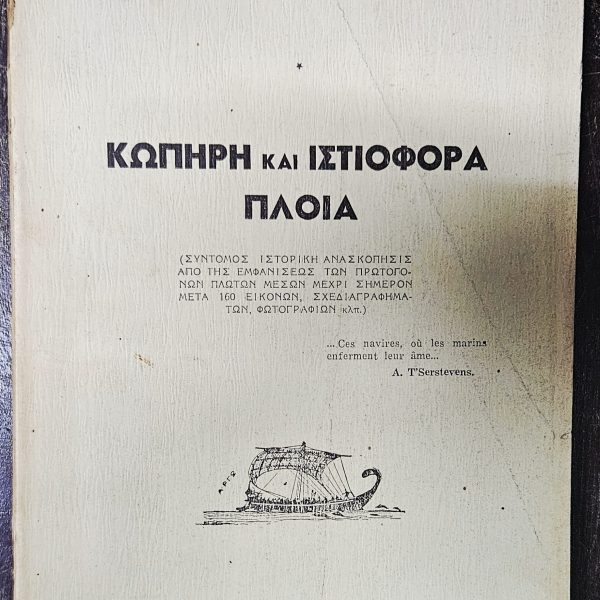 ΚΩΠΗΡΗ ΚΑΙ ΙΣΤΙΟΦΟΡΑ
ΠΛΟΙΑ
(ΣΥΝΤΟΜΟΣ ΙΣΤΟΡΙΚΗ ΑΝΑΣΚΟΠΗΣΙΣ
ΑΠΟ ΤΗΣ ΕΜΦΑΝΙΣΕΩΣ ΤΩΝ ΠΡΩΤΟΓΟ-
ΝΩΝ ΠΛΩΤΩΝ ΜΕΣΩΝ ΜΕΧΡΙ ΣΗΜΕΡΟΝ
ΜΕΤΑ 160 ΕΙΚΟΝΩΝ, ΣΧΕΔΙΑΓΡΑΦΗΜΑ-
ΤΩΝ, ΦΩΤΟΓΡΑΦΙΩΝ κλπ.)
...Ces navires, où les marins
enferment leur âme...
A. T'Serstevens.
ΑΡΓΩ